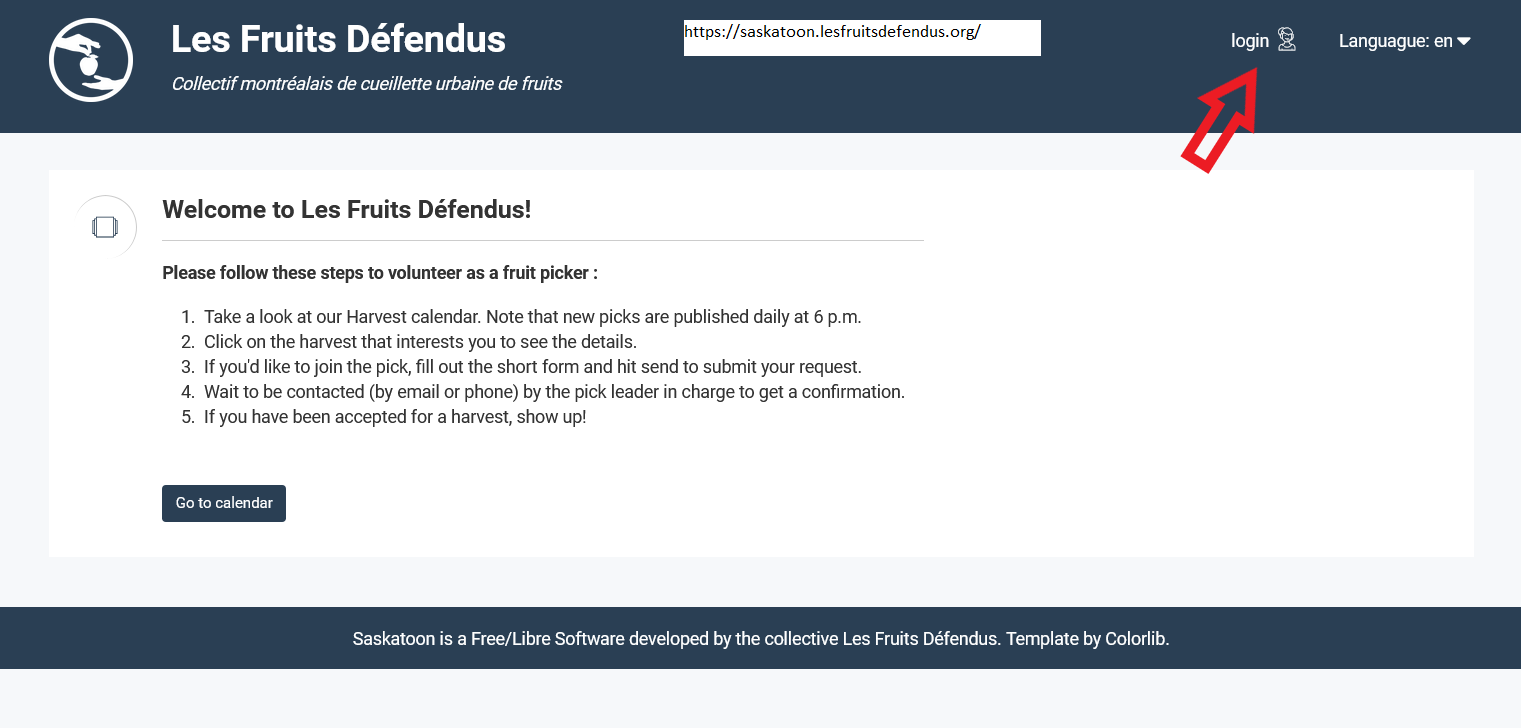 Les Fruits Défendus
Collectif montréalais de cueillette urbaine de fruits
https://saskatoon.lesfruitsdefendus.org/
login
Languague: en
Welcome to Les Fruits Défendus!
Please follow these steps to volunteer as a fruit picker :
1. Take a look at our Harvest calendar. Note that new picks are published daily at 6 p.m.
2. Click on the harvest that interests you to see the details.
3. If you'd like to join the pick, fill out the short form and hit send to submit your request.
4. Wait to be contacted (by email or phone) by the pick leader in charge to get a confirmation.
5. If you have been accepted for a harvest, show up!
Go to calendar
Saskatoon is a Free/Libre Software developed by the collective Les Fruits Défendus. Template by Colorlib.